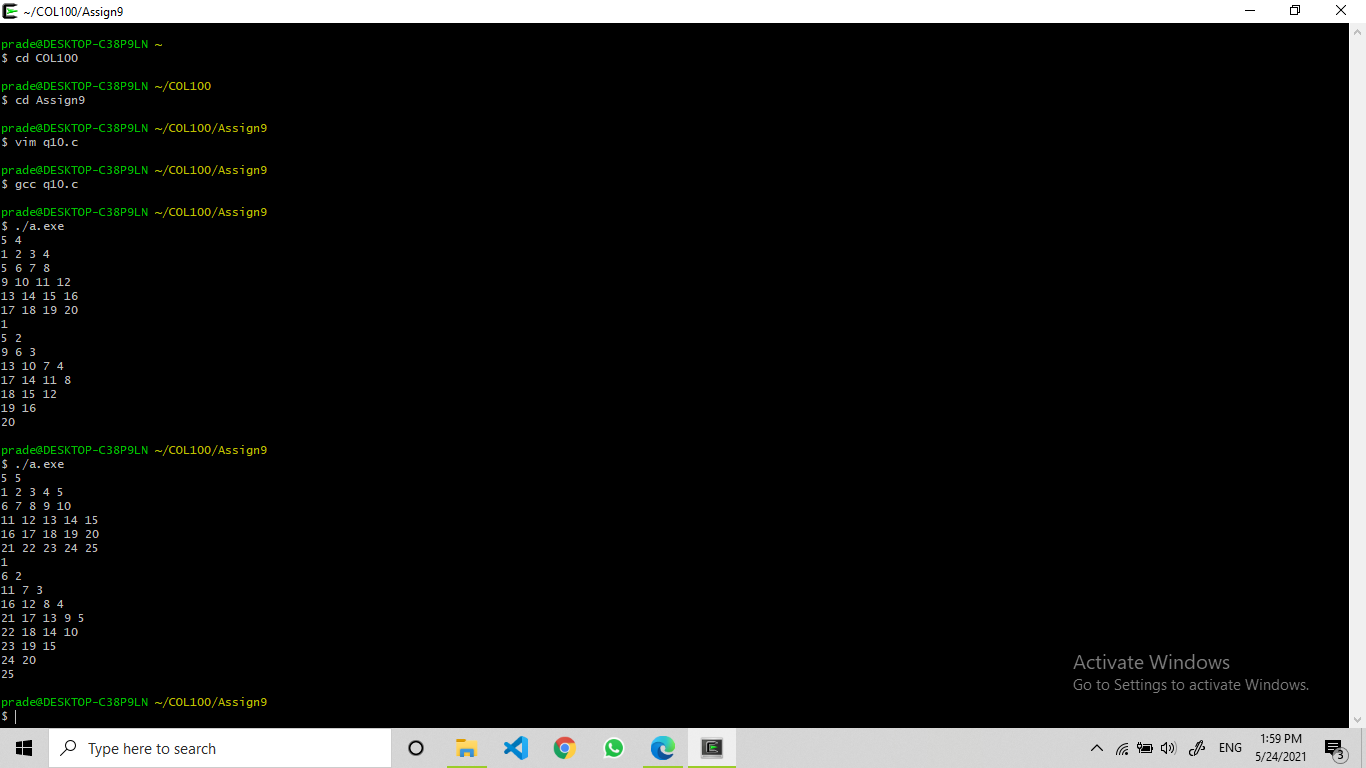 ~/COL100/Assign9
prade@DESKTOP-C38P9LN ~
$ cd COL100
prade@DESKTOP-C38P9LN ~/COL100
$ cd Assign9
prade@DESKTOP-C38P9LN ~/COL100/Assign9
$ vim q10.c
prade@DESKTOP-C38P9LN ~/COL100/Assign9
$ gcc q10.c
prade@DESKTOP-C38P9LN ~/COL100/Assign9
$ ./a.exe
5 4
1 2 3 4
5 6 7 8
9 10 11 12
13 14 15 16
17 18 19 20
1
5 2
9 6 3
13 10 7 4
17 14 11 8
18 15 12
19 16
20
prade@DESKTOP-C38P9LN ~/COL100/Assign9
$ ./a.exe
5 5
1 2 3 4 5
6 7 8 9 10
11 12 13 14 15
16 17 18 19 20
21 22 23 24 25
1
6 2
11 7 3
16 12 8 4
21 17 13 9 5
22 18 14 10
23 19 15
24 20
25
prade@DESKTOP-C38P9LN ~/COL100/Assign9
$
Activate Windows
Go to Settings to activate Windows.
Type here to search
ENG
1:59 PM
5/24/2021
3